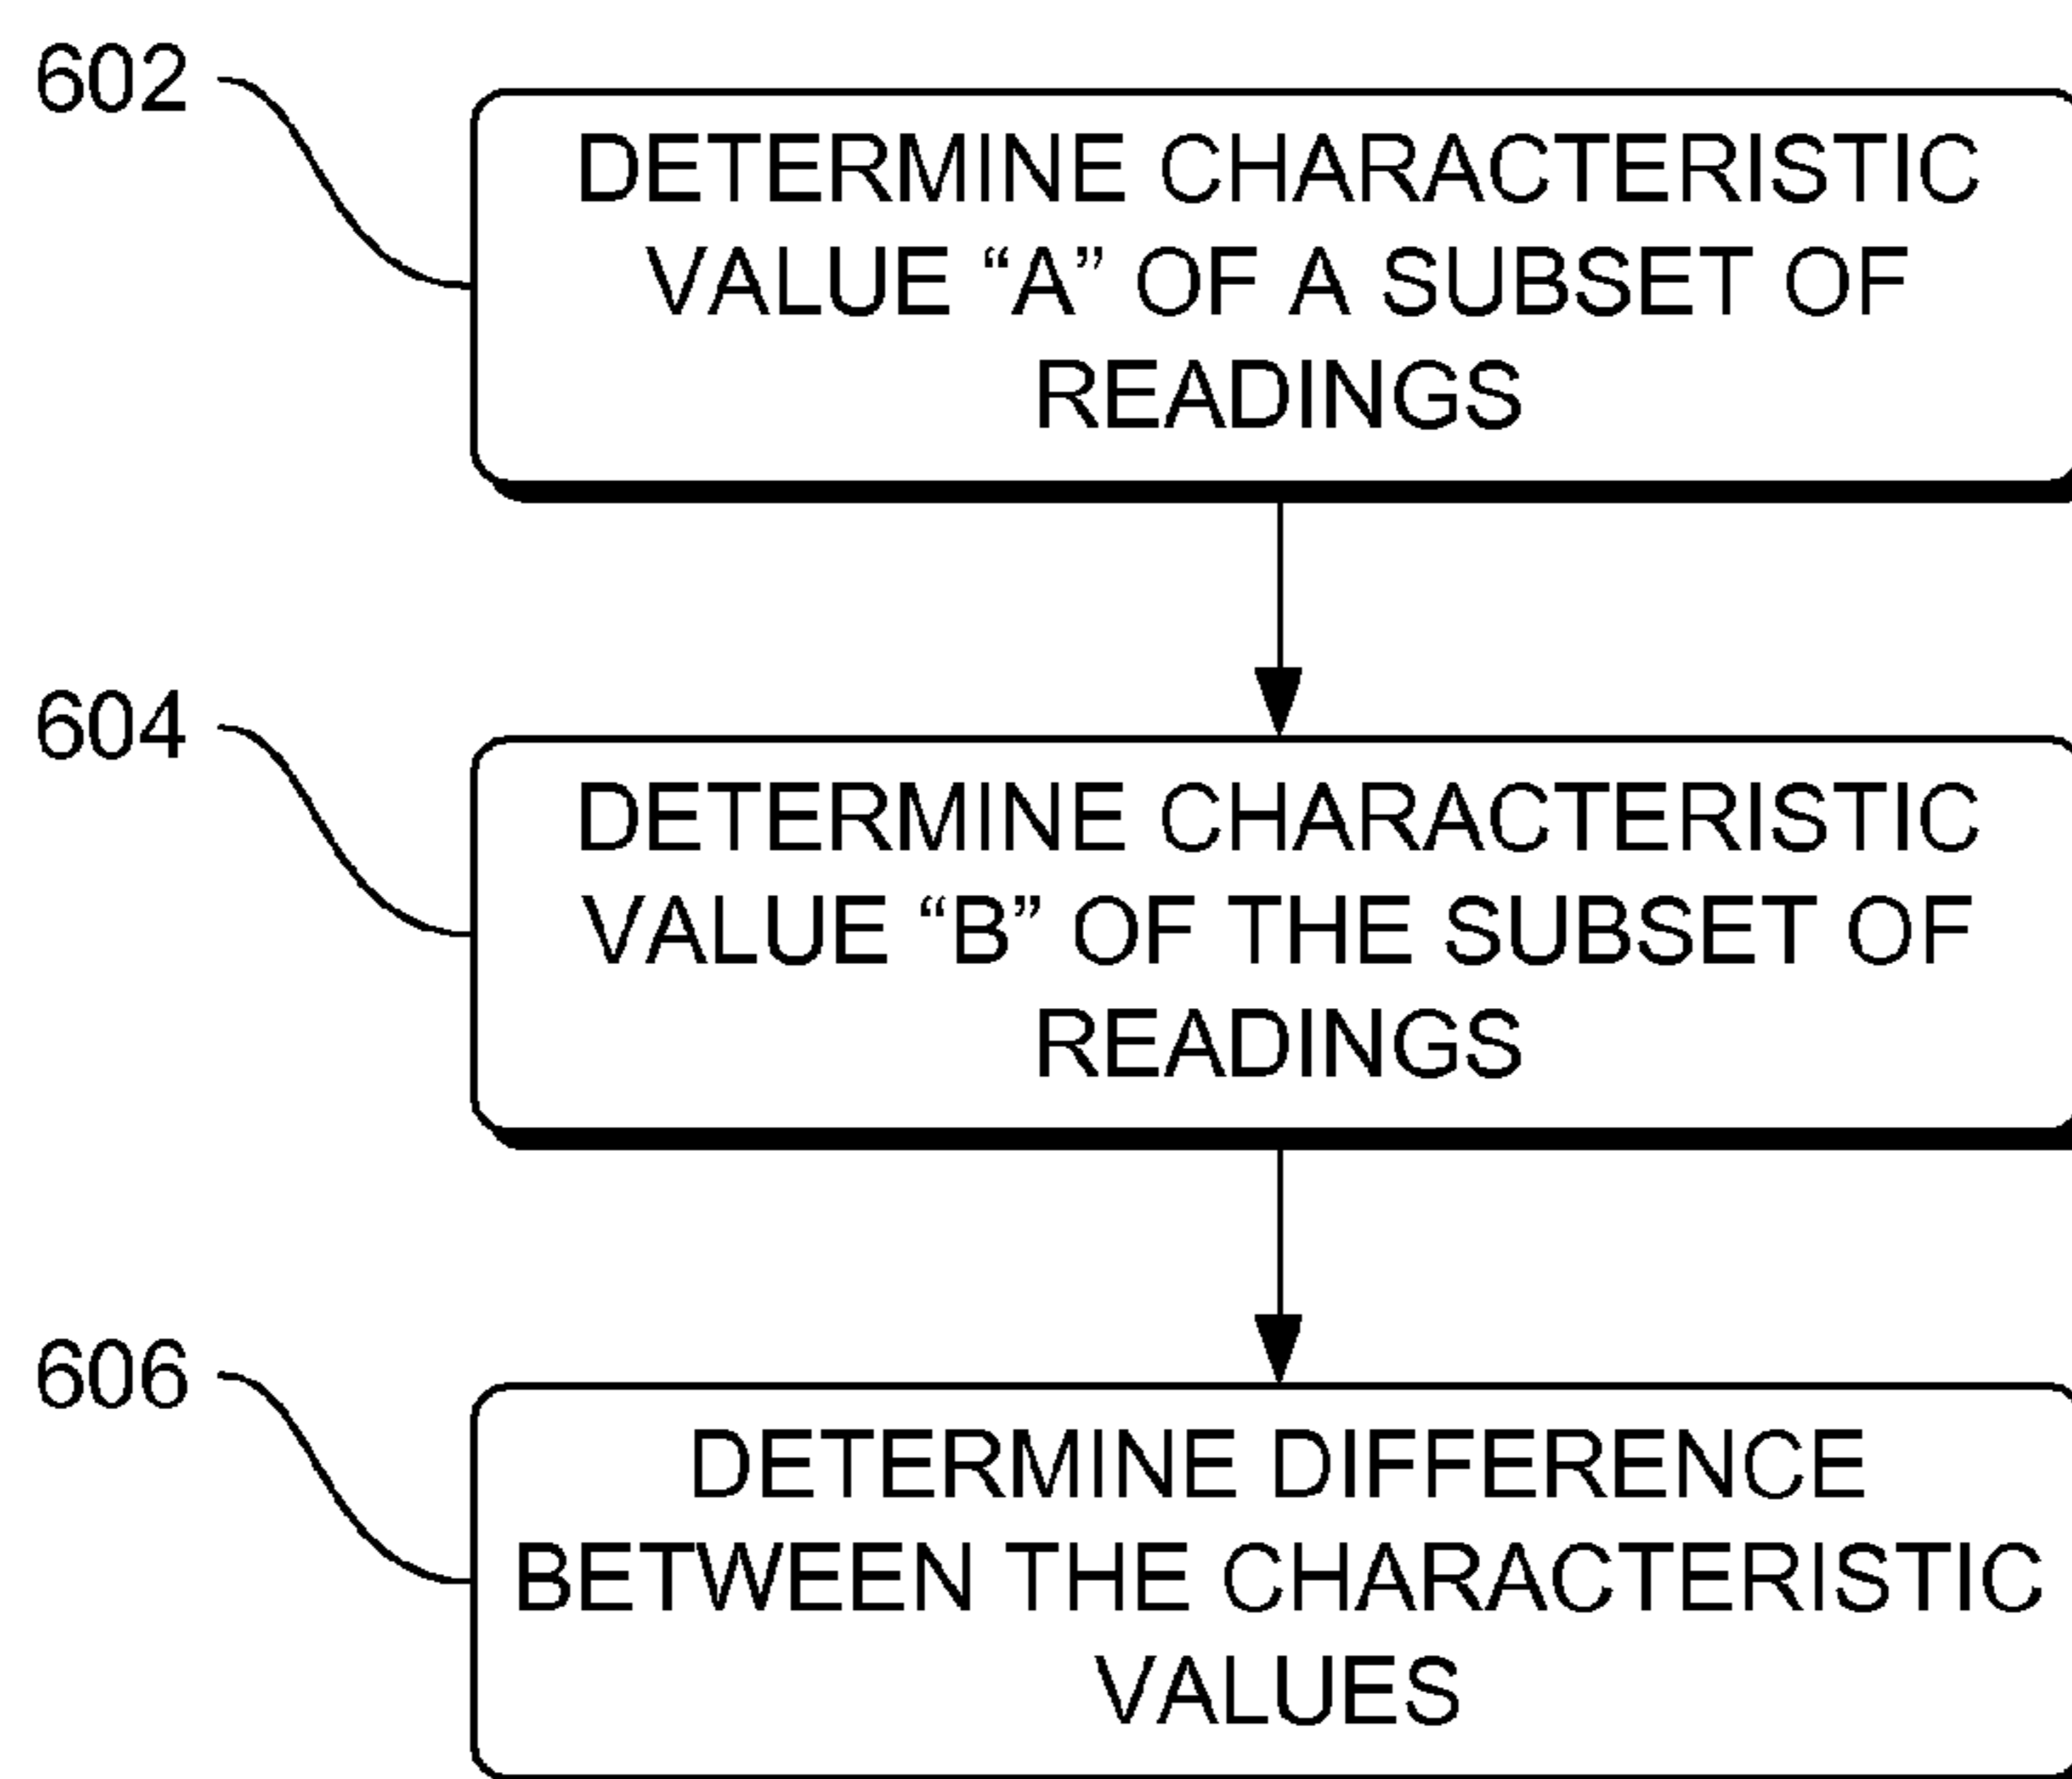 602
DETERMINE CHARACTERISTIC
VALUE “A” OF A SUBSET OF
READINGS
604
DETERMINE CHARACTERISTIC
VALUE “B” OF THE SUBSET OF
READINGS
606
DETERMINE DIFFERENCE
BETWEEN THE CHARACTERISTIC
VALUES